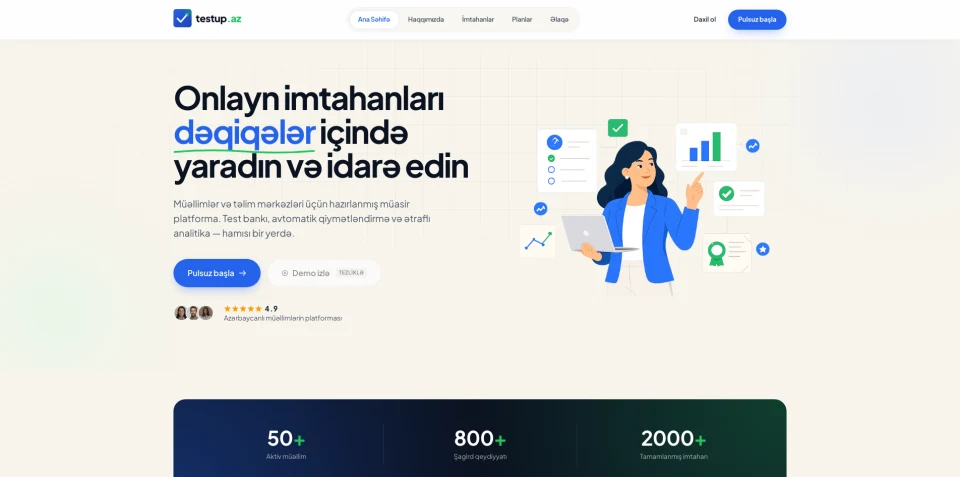 testup.az
Ana Səhifə
Haqqımızda
İmtahanlar
Planlar
Əlaqə
Daxil ol
Pulsuz başla
Onlayn imtahanları
dəqiqələr içində
yaradın və idarə edin
Müəllimlər və təlim mərkəzləri üçün hazırlanmış müasir
platforma. Test bankı, avtomatik qiymətləndirmə və ətraflı
analitika — hamısı bir yerdə.
Pulsuz başla →
Demo izlə TEZLİKLƏ
★★★★★ 4.9
Azərbaycanlı müəllimlərin platforması
50+
Aktiv müəllim
800+
Şagird qeydiyyatı
2000+
Tamamlanmış imtahan